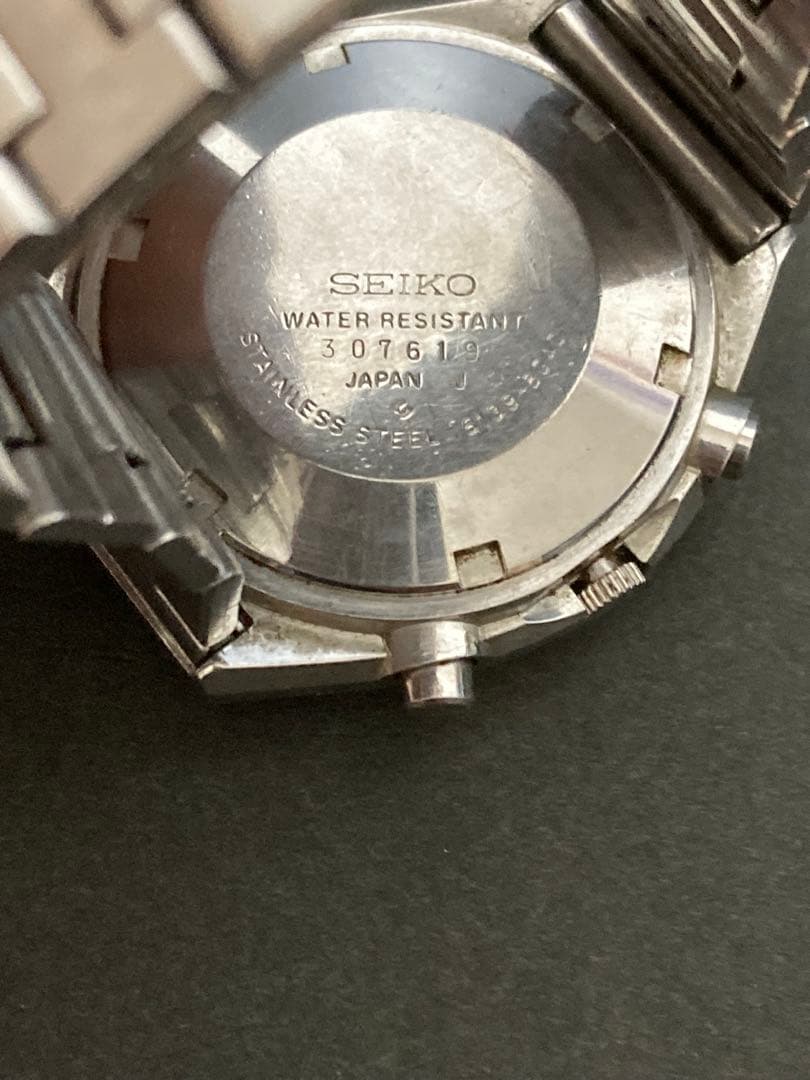 SEIKO
WATER RESISTANT
307619
JAPAN J
STAINLESS STEEL